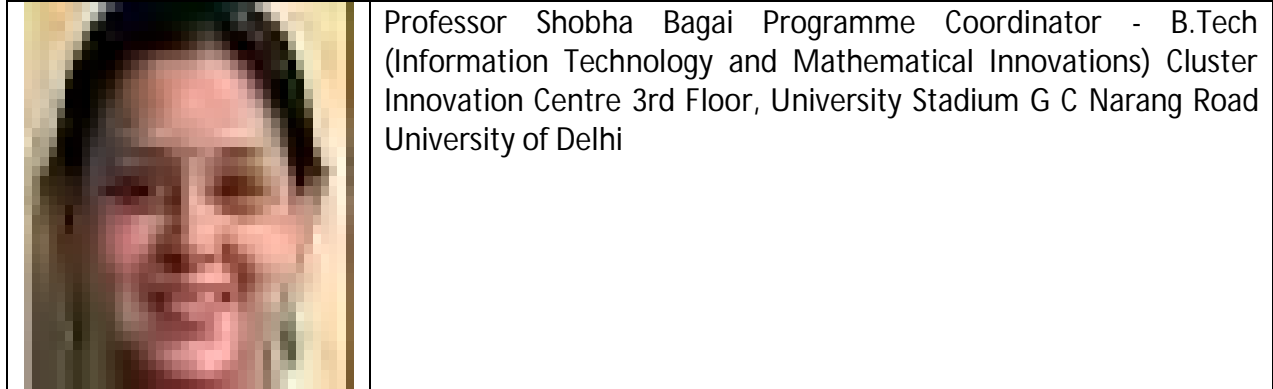 Professor Shobha Bagai Programme Coordinator - B.Tech
(Information Technology and Mathematical Innovations) Cluster
Innovation Centre 3rd Floor, University Stadium G C Narang Road
University of Delhi